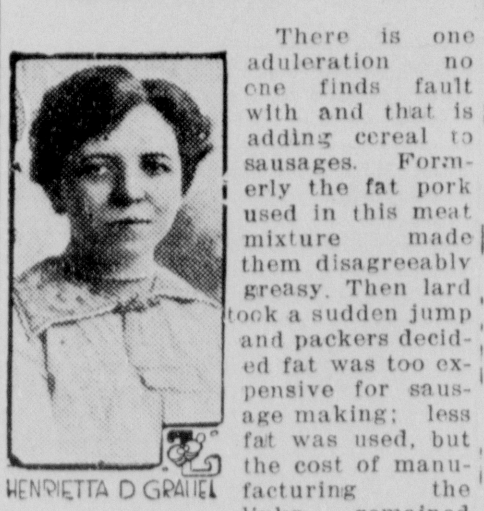 There is one
aduleration no
one finds fault
with and that is
adding cereal to
sausages. Form-
erly the fat pork
used in this meat
mixture made
them disagreeably
greasy. Then lard
took a sudden jump
and packers decid-
ed fat was too ex-
pensive for saus-
age making; less
fat was used, but
the cost of manu-
facturing the
remained
HENRIETTA D GRAUEL